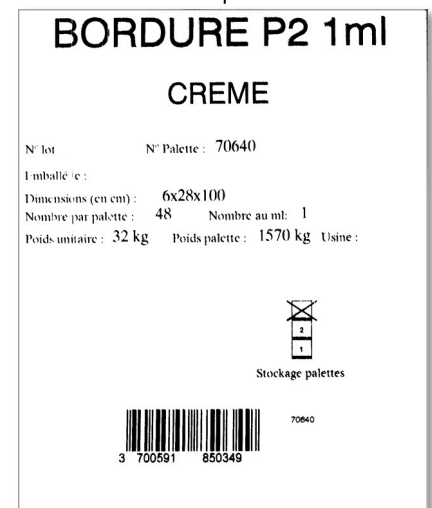 BORDURE P2 1ml
CREME
N° lot N° Palette : 70640
Emballé le :
Dimensions (en cm) : 6x28x100
Nombre par palette : 48 Nombre au ml: 1
Poids unitaire : 32 kg Poids palette : 1570 kg Usine :
2
1
Stockage palettes
70640
3 700591 850349